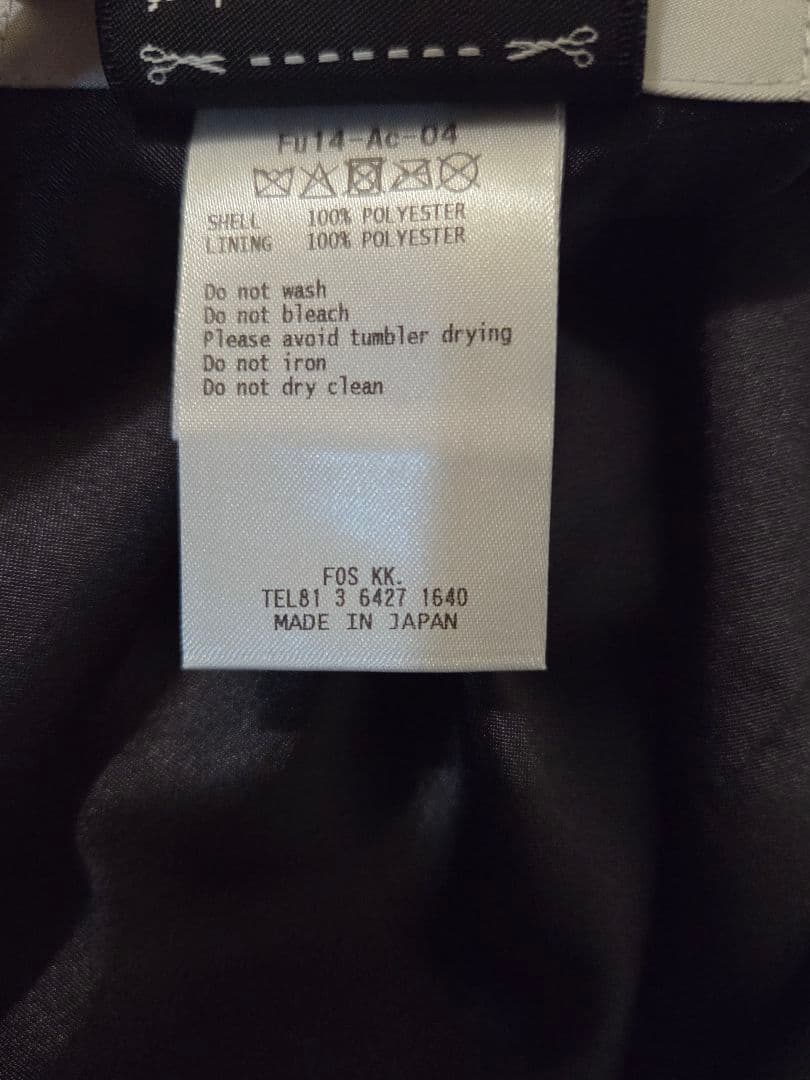 Fu14-Ac-04
SHELL 100% POLYESTER
LINING 100% POLYESTER
Do not wash
Do not bleach
Please avoid tumbler drying
Do not iron
Do not dry clean
FOS KK.
TEL81 3 6427 1640
MADE IN JAPAN